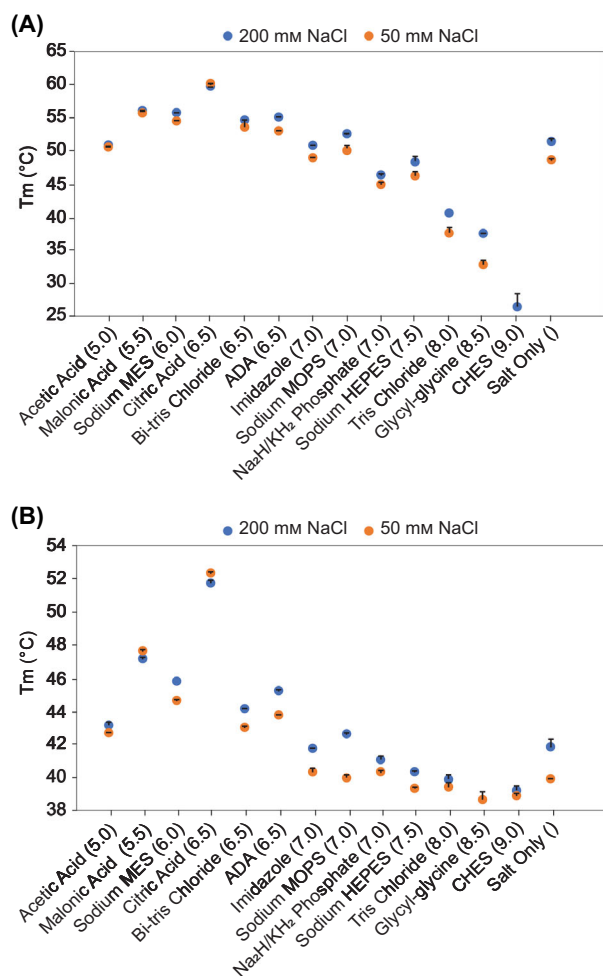 (A)
200 mM NaCl 50 mM NaCl
Tm (°C)
65
60
55
50
45
40
35
30
25
Acetic Acid (5.0)
Malonic Acid (5.5)
Sodium MES (6.0)
Citric Acid (6.5)
Bi-tris Chloride (6.5)
ADA (6.5)
Imidazole (7.0)
Sodium MOPS (7.0)
Na₂H/KH₂ Phosphate (7.0)
Sodium HEPES (7.5)
Tris Chloride (8.0)
Glycyl-glycine (8.5)
CHES (9.0)
Salt Only ()
(B)
200 mM NaCl 50 mM NaCl
Tm (°C)
54
52
50
48
46
44
42
40
38
Acetic Acid (5.0)
Malonic Acid (5.5)
Sodium MES (6.0)
Citric Acid (6.5)
Bi-tris Chloride (6.5)
ADA (6.5)
Imidazole (7.0)
Sodium MOPS (7.0)
Na₂H/KH₂ Phosphate (7.0)
Sodium HEPES (7.5)
Tris Chloride (8.0)
Glycyl-glycine (8.5)
CHES (9.0)
Salt Only ()